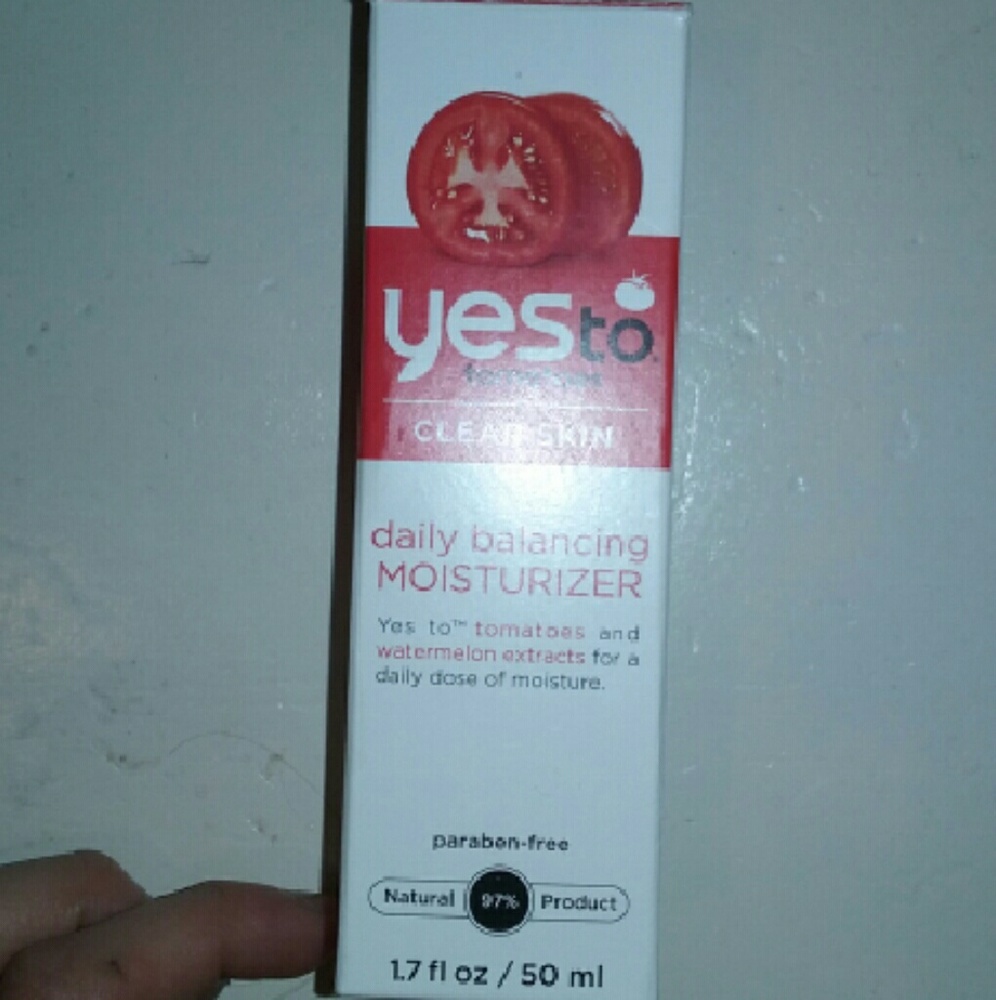 yes to
tomatoes
CLEAR SKIN
daily balancing
MOISTURIZER
Yes to™ tomatoes and
watermelon extracts for a
daily dose of moisture.
paraben-free
Natural 97% Product
1.7 fl oz / 50 ml